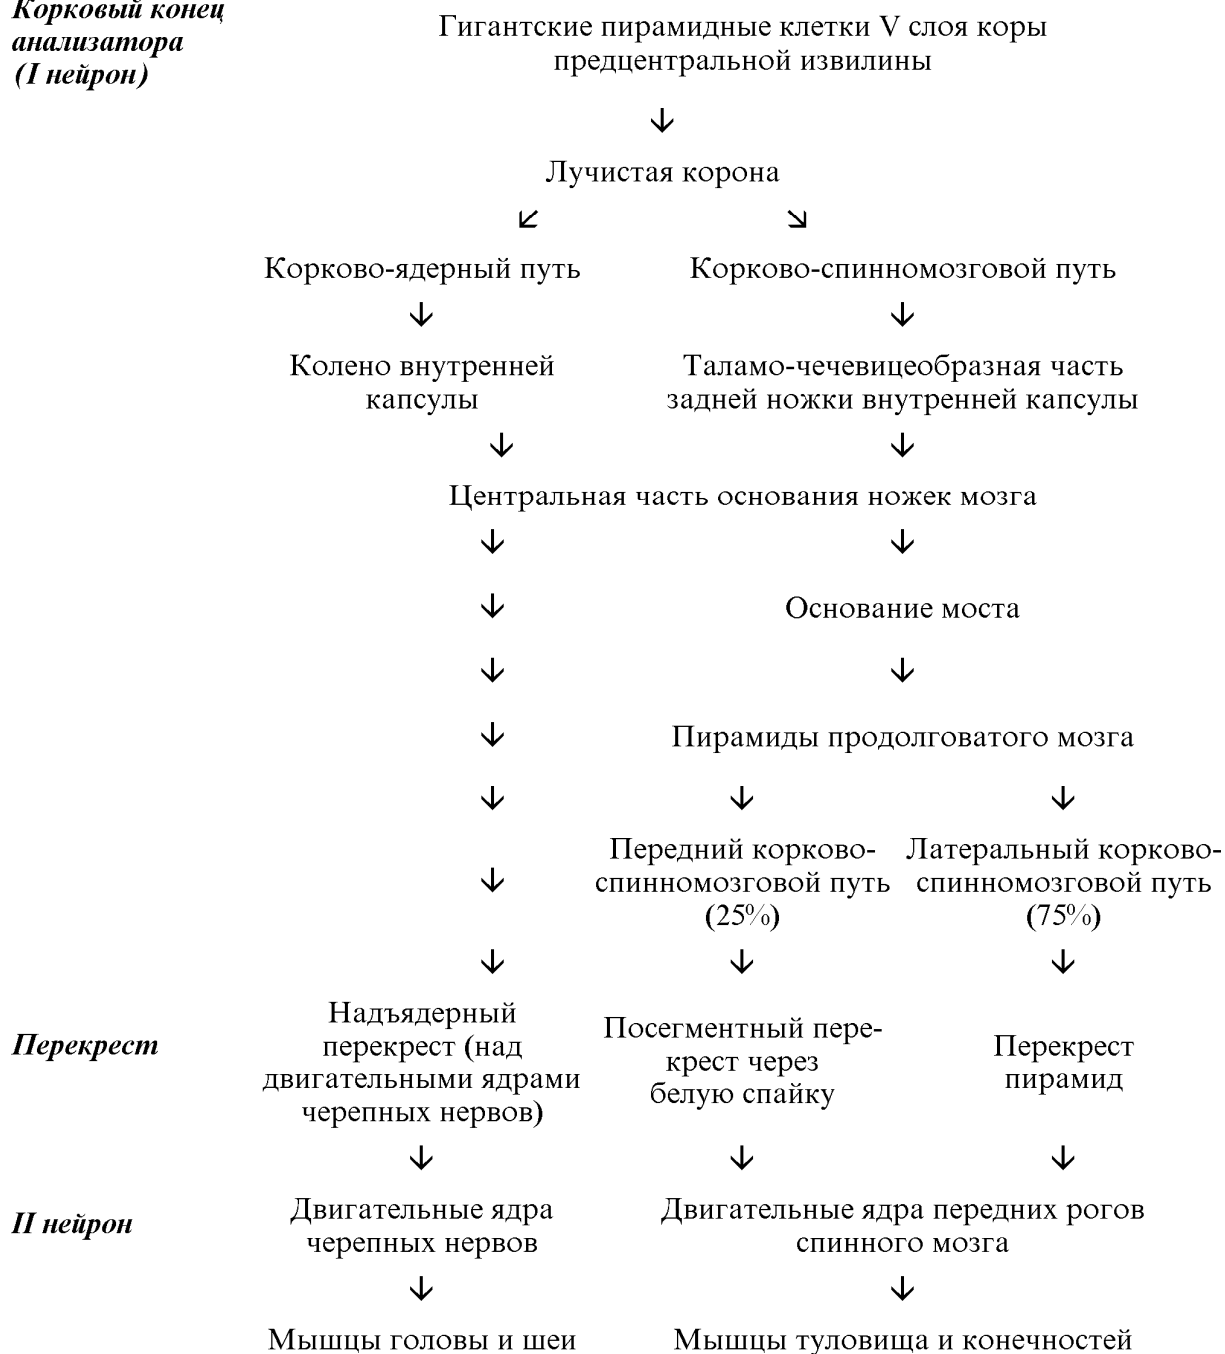 Корковый конец
анализатора
(I нейрон)
Гигантские пирамидные клетки V слоя коры
предцентральной извилины
↓
Лучистая корона
↙ ↘
Корково-ядерный путь Корково-спинномозговой путь
↓ ↓
Колено внутренней Таламо-чечевицеобразная часть
капсулы задней ножки внутренней капсулы
↓ ↓
Центральная часть основания ножек мозга
↓ ↓
↓ Основание моста
↓ ↓
↓ Пирамиды продолговатого мозга
↓ ↓ ↓
Передний корково- Латеральный корково-
↓ спинномозговой путь спинномозговой путь
(25%) (75%)
↓ ↓ ↓
Перекрест
Надъядерный
перекрест (над
двигательными ядрами
черепных нервов)
Посегментный пере-
крест через
белую спайку
Перекрест
пирамид
↓ ↓ ↓
II нейрон
Двигательные ядра
черепных нервов
Двигательные ядра передних рогов
спинного мозга
↓ ↓
Мышцы головы и шеи Мышцы туловища и конечностей